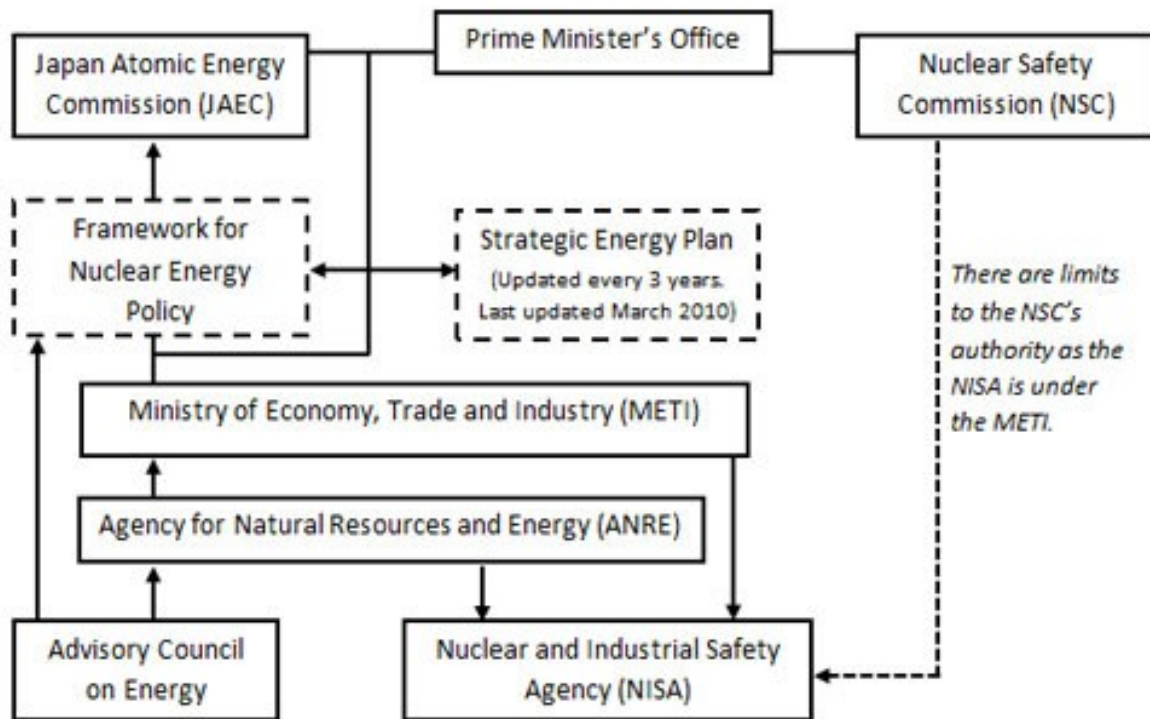 Prime Minister's Office
Japan Atomic Energy
Commission (JAEC)
Nuclear Safety
Commission (NSC)
Framework for
Nuclear Energy
Policy
Strategic Energy Plan
(Updated every 3 years.
Last updated March 2010)
There are limits
to the NSC's
authority as the
NISA is under
the METI.
Ministry of Economy, Trade and Industry (METI)
Agency for Natural Resources and Energy (ANRE)
Advisory Council
on Energy
Nuclear and Industrial Safety
Agency (NISA)